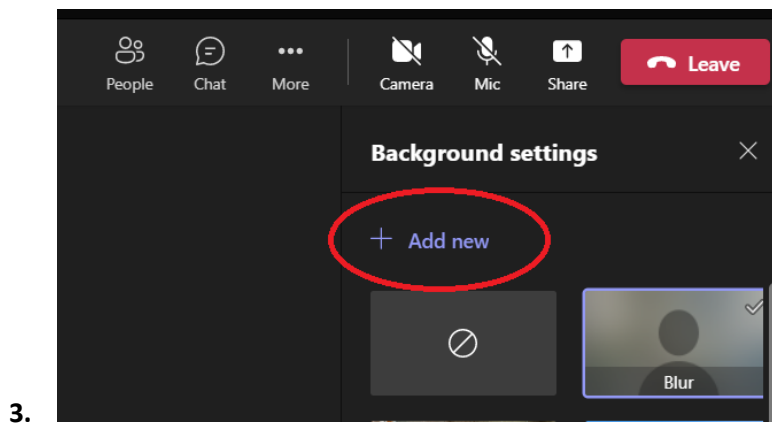 People Chat More Camera Mic Share Leave
Background settings
+ Add new
Blur
3.